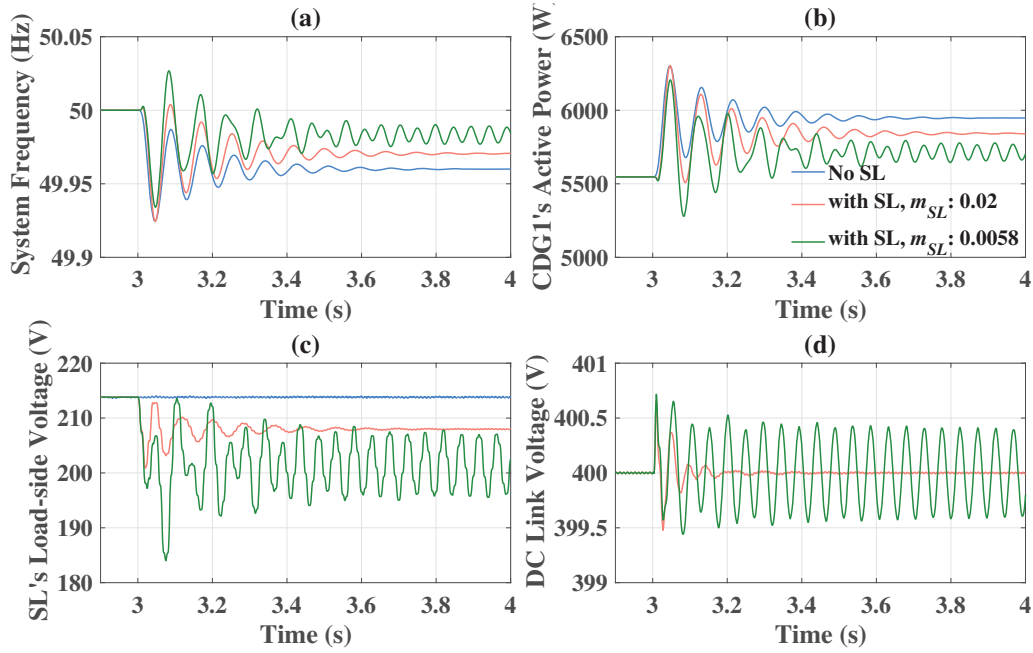 (a)
50.05
50
49.95
49.9
System Frequency (Hz)
3
3.2
3.4
3.6
3.8
4
Time (s)
(b)
6500
6000
5500
5000
CDG1's Active Power (W)
No SL
with SL, mSL: 0.02
with SL, mSL: 0.0058
3
3.2
3.4
3.6
3.8
4
Time (s)
(c)
220
210
200
190
180
SL's Load-side Voltage (V)
3
3.2
3.4
3.6
3.8
4
Time (s)
(d)
401
400.5
400
399.5
399
DC Link Voltage (V)
3
3.2
3.4
3.6
3.8
4
Time (s)